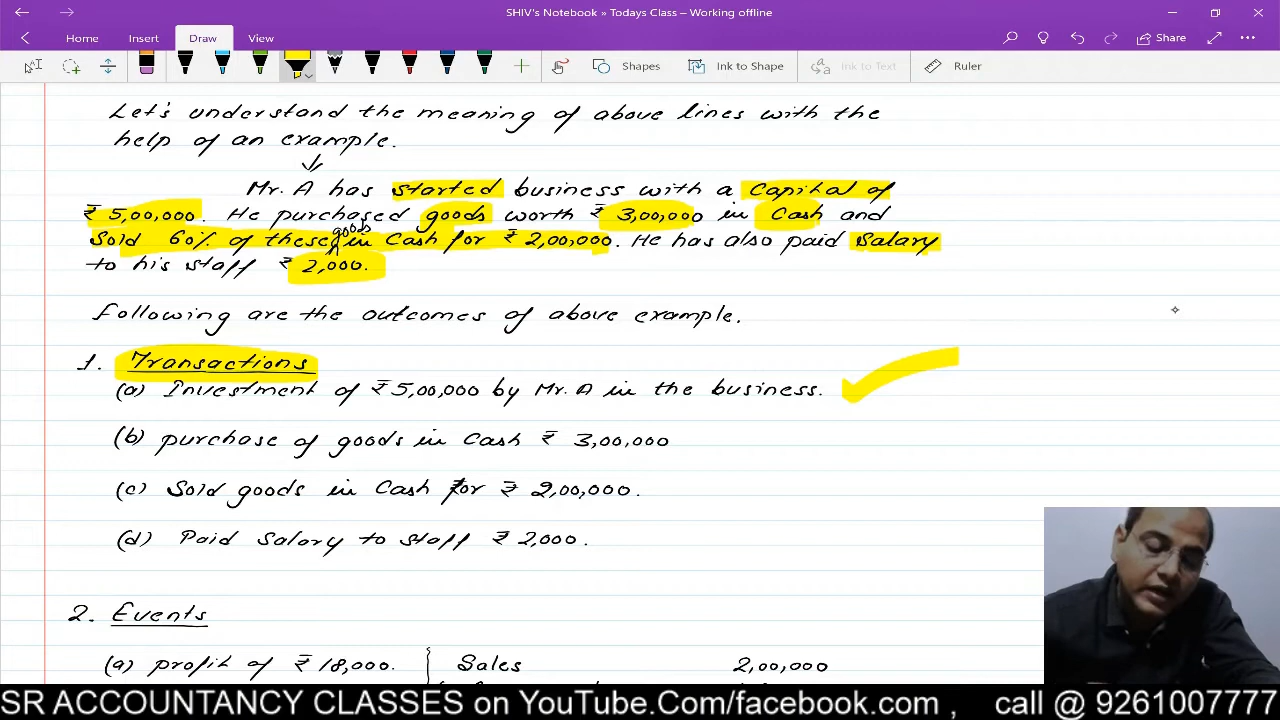 SHIV's Notebook » Todays Class – Working offline
Home Insert Draw View Share
Shapes Ink to Shape Ink to Text Ruler
Let's understand the meaning of above lines with the
help of an example.
Mr. A has started business with a Capital of
₹ 5,00,000. He purchased goods worth ₹ 3,00,000 in Cash and
Sold 60% of these goods in Cash for ₹ 2,00,000. He has also paid Salary
to his staff ₹ 2,000.
Following are the outcomes of above example.
1. Transactions
(a) Investment of ₹ 5,00,000 by Mr. A in the business.
(b) purchase of goods in Cash ₹ 3,00,000
(c) Sold goods in Cash for ₹ 2,00,000.
(d) Paid Salary to staff ₹ 2,000.
2. Events
(a) profit of ₹ 18,000. Sales 2,00,000
SR ACCOUNTANCY CLASSES on YouTube.Com/facebook.com , call @ 9261007777